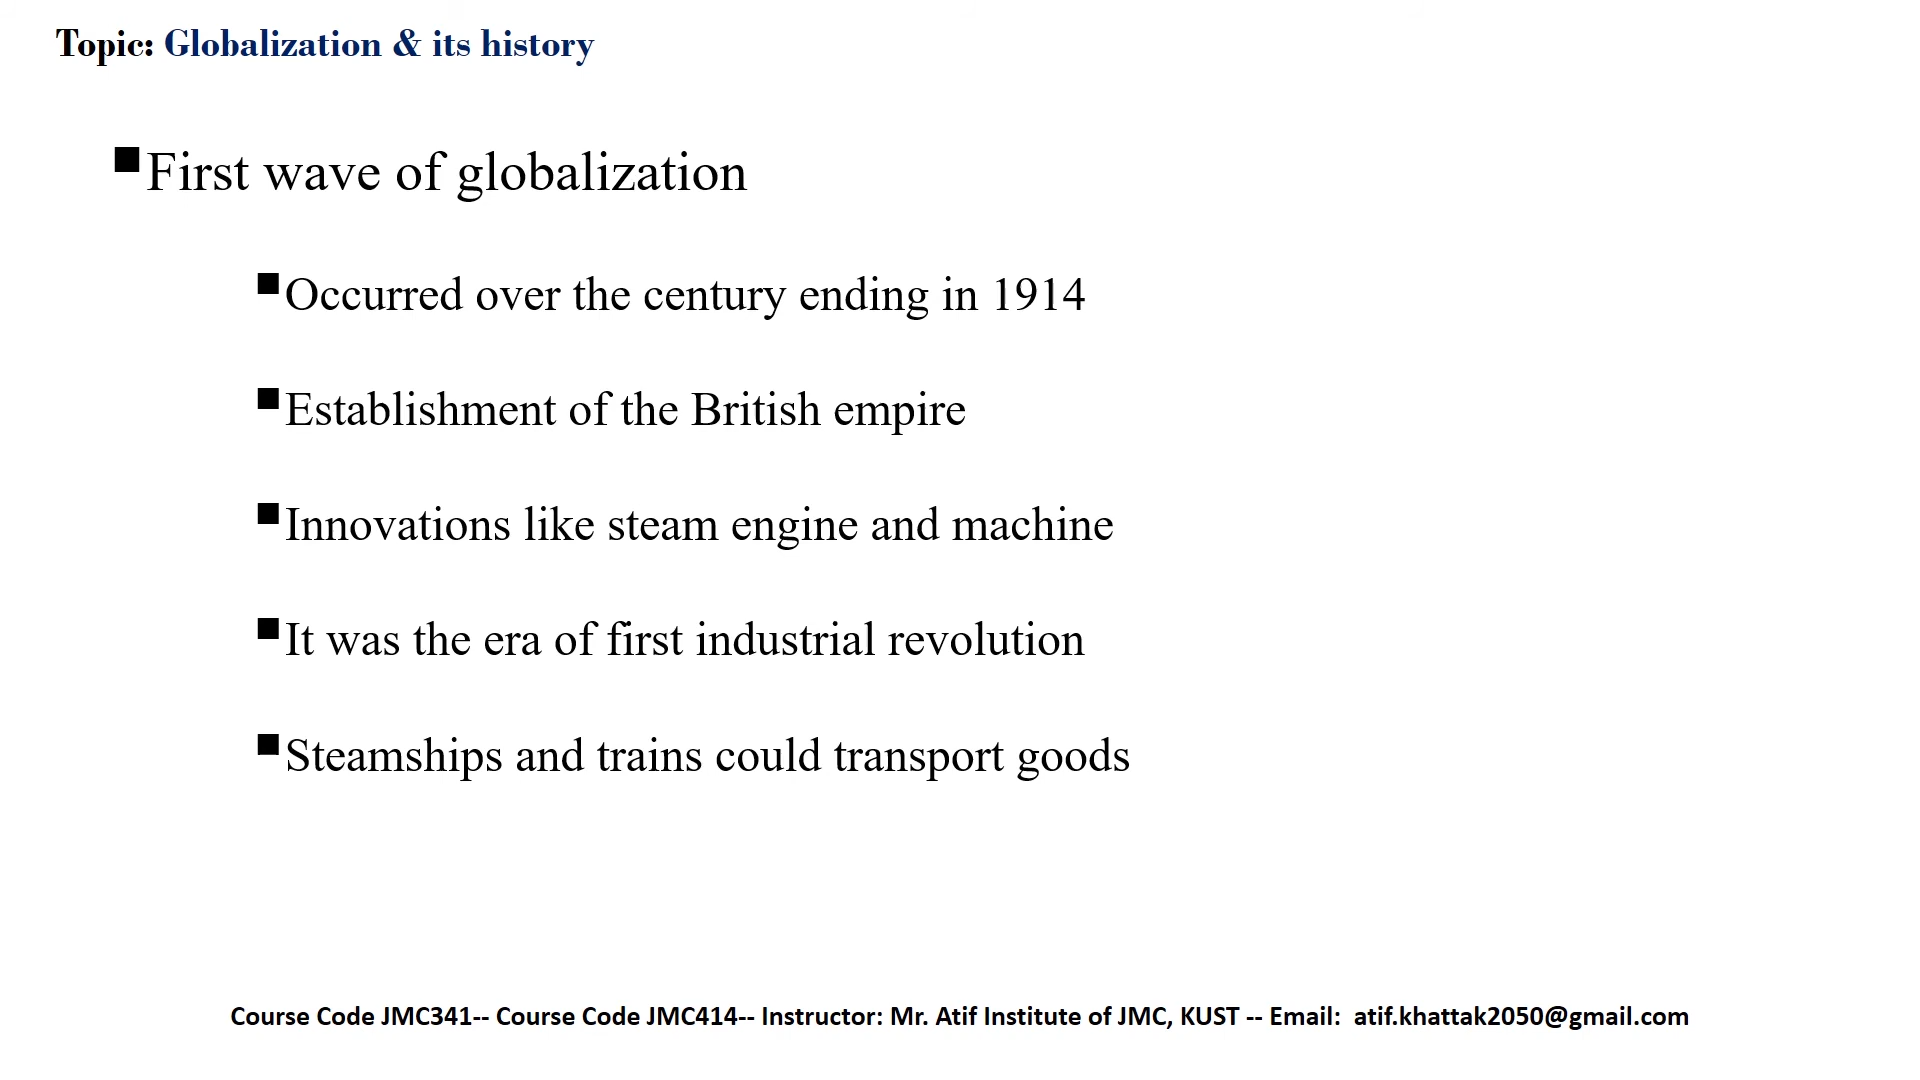 Topic: Globalization & its history
▪First wave of globalization
▪Occurred over the century ending in 1914
▪Establishment of the British empire
▪Innovations like steam engine and machine
▪It was the era of first industrial revolution
▪Steamships and trains could transport goods
Course Code JMC341-- Course Code JMC414-- Instructor: Mr. Atif Institute of JMC, KUST -- Email: atif.khattak2050@gmail.com